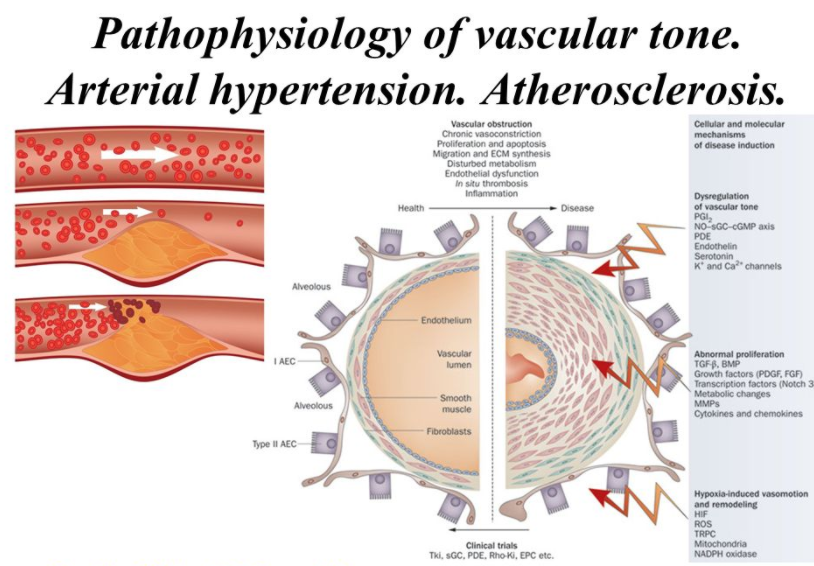 Pathophysiology of vascular tone.
Arterial hypertension. Atherosclerosis.
Vascular obstruction
Chronic vasoconstriction
Proliferation and apoptosis
Migration and ECM synthesis
Disturbed metabolism
Endothelial dysfunction
In situ thrombosis
Inflammation
Health
Disease
Alveolous
Endothelium
Vascular
lumen
I AEC
Alveolous
Smooth
muscle
Fibroblasts
Type II AEC
Clinical trials
Tki, sGC, PDE, Rho-Ki, EPC etc.
Cellular and molecular
mechanisms
of disease induction
Dysregulation
of vascular tone
PGI₂
NO–sGC–cGMP axis
PDE
Endothelin
Serotonin
K⁺ and Ca²⁺ channels
Abnormal proliferation
TGF-β, BMP
Growth factors (PDGF, FGF)
Transcription factors (Notch 3
Metabolic changes
MMPs
Cytokines and chemokines
Hypoxia-induced vasomotion
and remodeling
HIF
ROS
TRPC
Mitochondria
NADPH oxidase